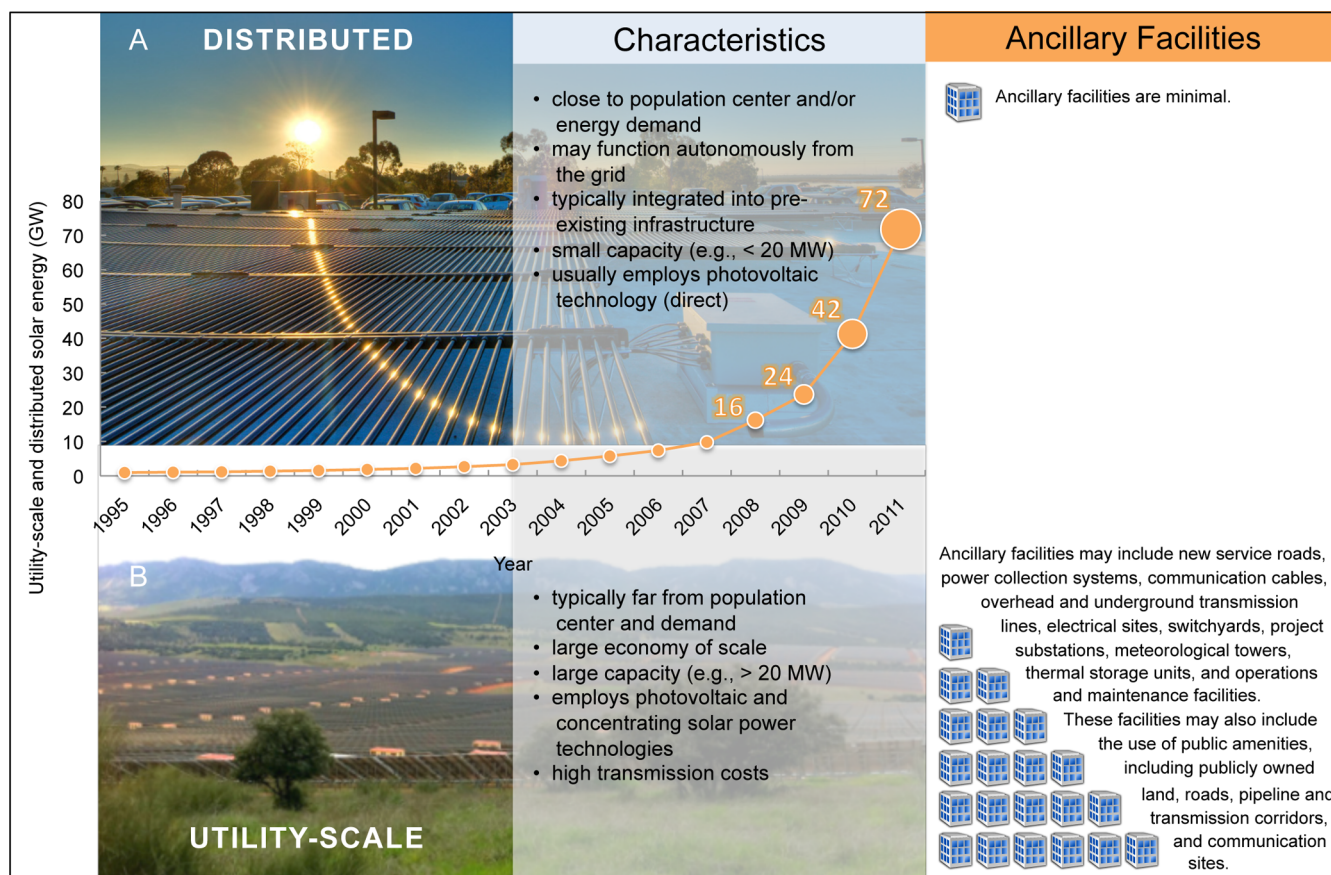 A
DISTRIBUTED
Characteristics
Ancillary Facilities
• close to population center and/or
energy demand
• may function autonomously from
the grid
• typically integrated into pre-
existing infrastructure
• small capacity (e.g., < 20 MW)
• usually employs photovoltaic
technology (direct)
Ancillary facilities are minimal.
Utility-scale and distributed solar energy (GW)
80
70
60
50
40
30
20
10
0
16
24
42
72
1995
1996
1997
1998
1999
2000
2001
2002
2003
2004
2005
2006
2007
2008
2009
2010
2011
Year
B
UTILITY-SCALE
• typically far from population
center and demand
• large economy of scale
• large capacity (e.g., > 20 MW)
• employs photovoltaic and
concentrating solar power
technologies
• high transmission costs
Ancillary facilities may include new service roads,
power collection systems, communication cables,
overhead and underground transmission
lines, electrical sites, switchyards, project
substations, meteorological towers,
thermal storage units, and operations
and maintenance facilities.
These facilities may also include
the use of public amenities,
including publicly owned
land, roads, pipeline and
transmission corridors,
and communication
sites.